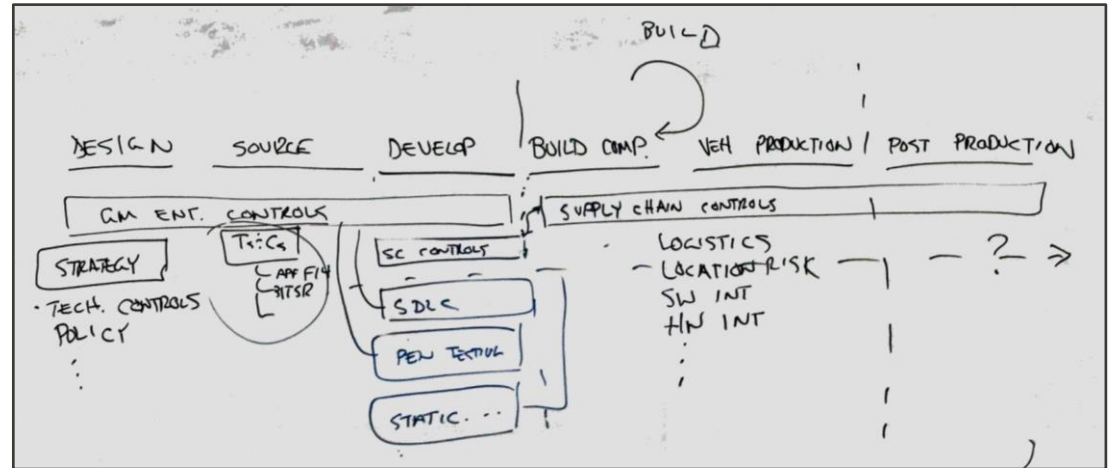 BUILD
DESIGN SOURCE DEVELOP BUILD COMP. VEH PRODUCTION POST PRODUCTION
GM ENT. CONTROLS
SUPPLY CHAIN CONTROLS
STRATEGY
· TECH. CONTROLS
POLICY
T's : C's
SC CONTROLS
SDLC
PEN TESTING
STATIC. ...
LOGISTICS
LOCATION RISK
SW INT
HW INT
?